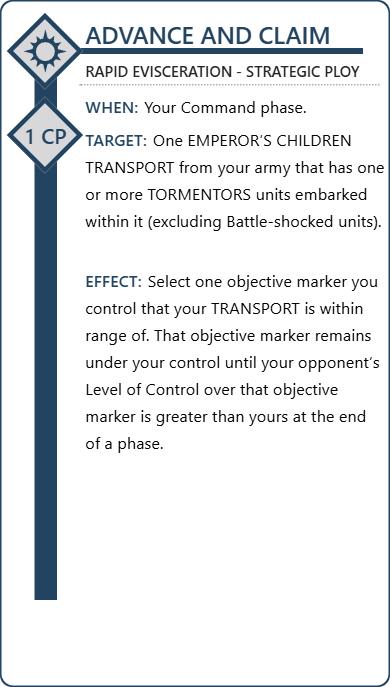 ADVANCE AND CLAIM
RAPID EVISCERATION - STRATEGIC PLOY
WHEN: Your Command phase.
1 CP
TARGET: One EMPEROR’S CHILDREN
TRANSPORT from your army that has one
or more TORMENTORS units embarked
within it (excluding Battle-shocked units).
EFFECT: Select one objective marker you
control that your TRANSPORT is within
range of. That objective marker remains
under your control until your opponent’s
Level of Control over that objective
marker is greater than yours at the end
of a phase.